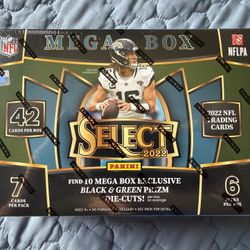 MEGA BOX
NFL
NFLPA
16
42
CARDS PER BOX
2022 NFL
TRADING CARDS
SELECT
2022
PANINI
FIND 10 MEGA BOX EXCLUSIVE
BLACK & GREEN PRIZM
DIE-CUTS!
7
CARDS
PER PACK
6
PER BOX